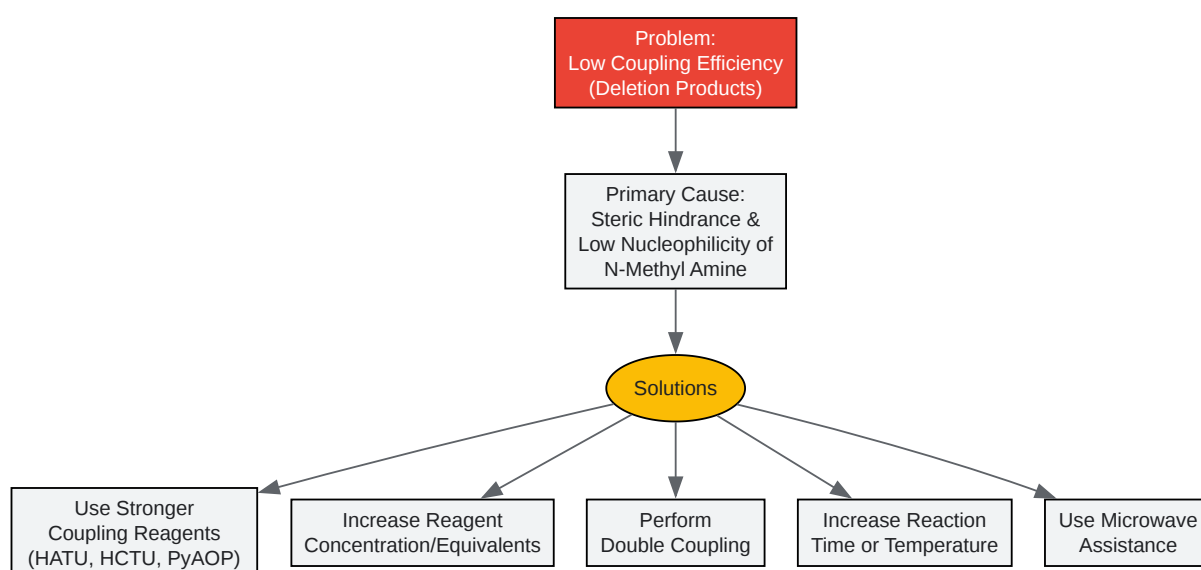 Problem:
Low Coupling Efficiency
(Deletion Products)
Primary Cause:
Steric Hindrance &
Low Nucleophilicity of
N-Methyl Amine
Solutions
Use Stronger
Coupling Reagents
(HATU, HCTU, PyAOP)
Increase Reagent
Concentration/Equivalents
Perform
Double Coupling
Increase Reaction
Time or Temperature
Use Microwave
Assistance